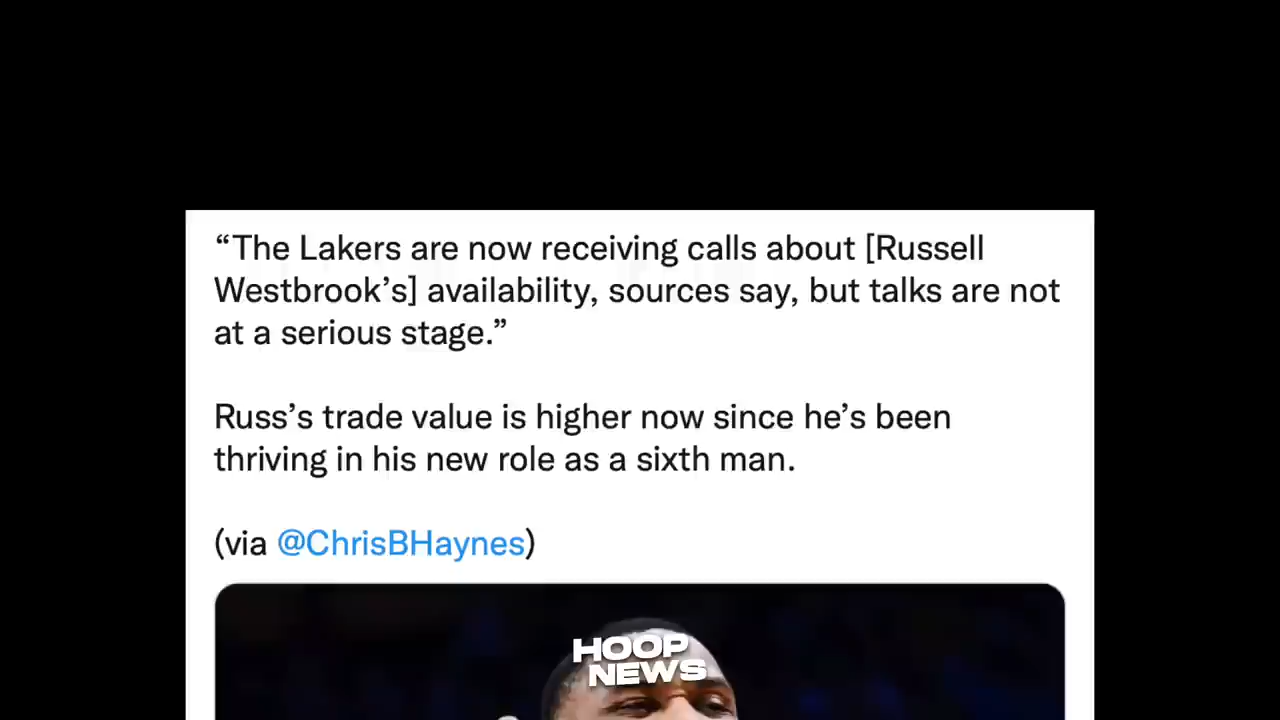 “The Lakers are now receiving calls about [Russell
Westbrook’s] availability, sources say, but talks are not
at a serious stage.”
Russ’s trade value is higher now since he’s been
thriving in his new role as a sixth man.
(via @ChrisBHaynes)
HOOP
NEWS